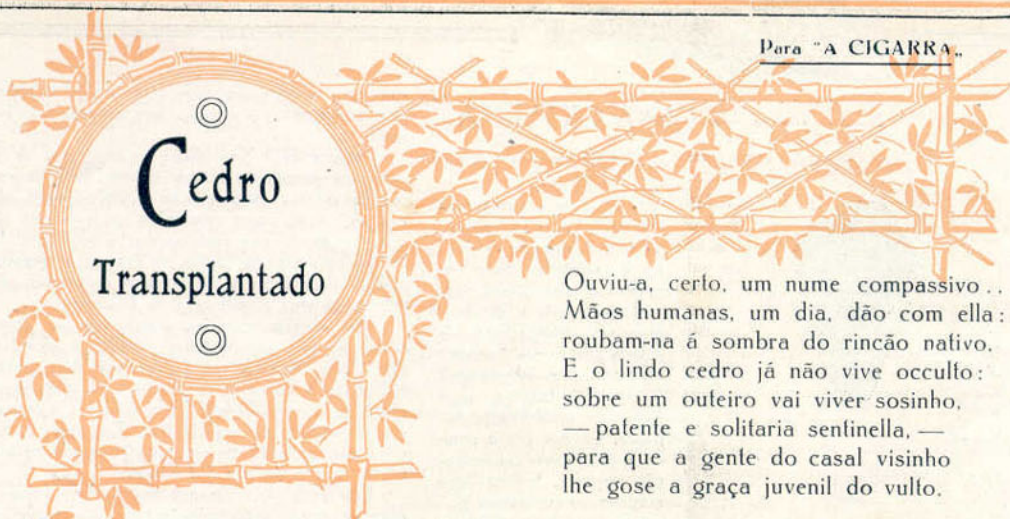 Para "A CIGARRA„
Cedro
Transplantado
Ouviu-a, certo, um nume compassivo..
Mãos humanas, um dia, dão com ella:
roubam-na á sombra do rincão nativo.
E o lindo cedro já não vive occulto:
sobre um outeiro vai viver sosinho,
— patente e solitaria sentinella, —
para que a gente do casal visinho
lhe gose a graça juvenil do vulto.